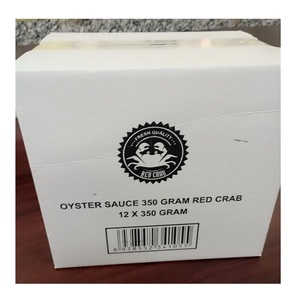 FRESH QUALITY
RED CRAB
OYSTER SAUCE 350 GRAM RED CRAB
12 X 350 GRAM